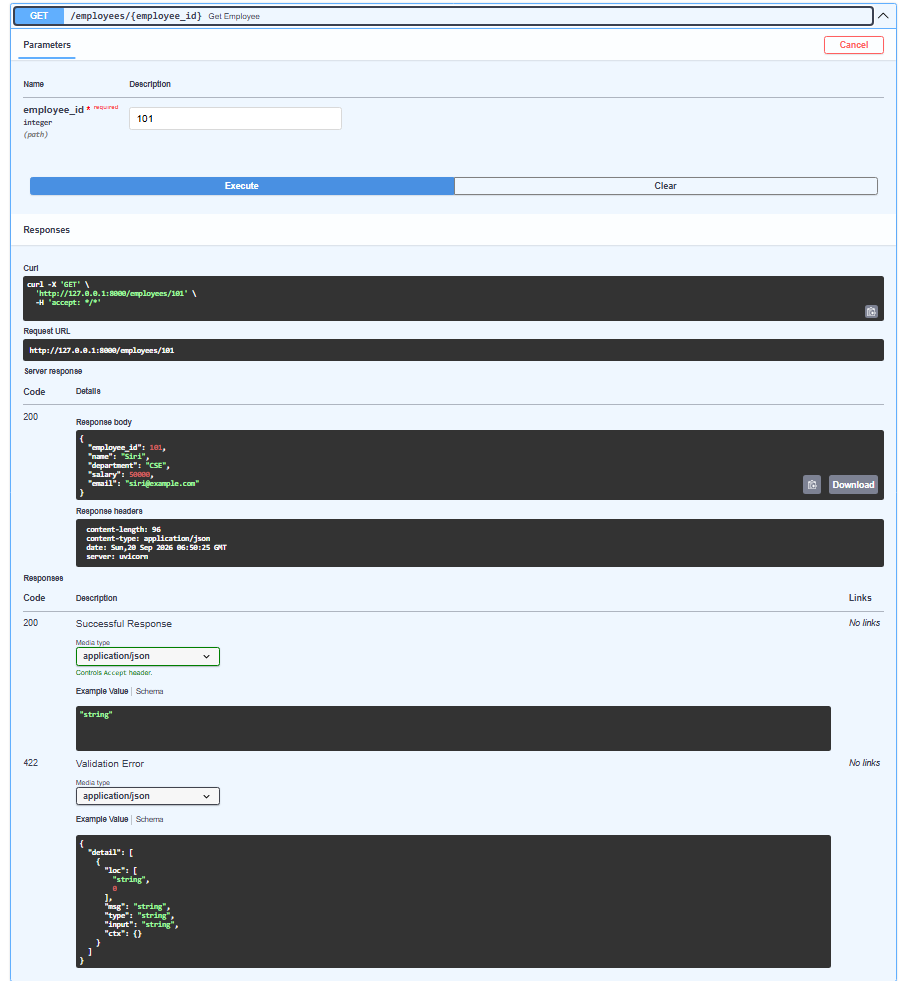 GET /employees/{employee_id} Get Employee
Parameters Cancel
Name Description
employee_id * required
integer
(path)
101
Execute Clear
Responses
Curl
curl -X 'GET' \
  'http://127.0.0.1:8000/employees/101' \
  -H 'accept: */*'
Request URL
http://127.0.0.1:8000/employees/101
Server response
Code Details
200
Response body
{
  "employee_id": 101,
  "name": "Siri",
  "department": "CSE",
  "salary": 50000,
  "email": "siri@example.com"
}
Download
Response headers
content-length: 96
content-type: application/json
date: Sun,20 Sep 2026 06:50:25 GMT
server: uvicorn
Responses
Code Description Links
200 Successful Response No links
Media type
application/json
Controls Accept header.
Example Value | Schema
"string"
422 Validation Error No links
Media type
application/json
Example Value | Schema
{
  "detail": [
    {
      "loc": [
        "string",
        0
      ],
      "msg": "string",
      "type": "string",
      "input": "string",
      "ctx": {}
    }
  ]
}